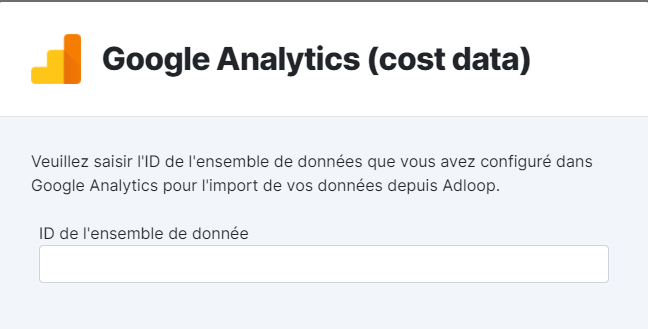 Google Analytics (cost data)
Veuillez saisir l'ID de l'ensemble de données que vous avez configuré dans
Google Analytics pour l'import de vos données depuis Adloop.
ID de l'ensemble de donnée